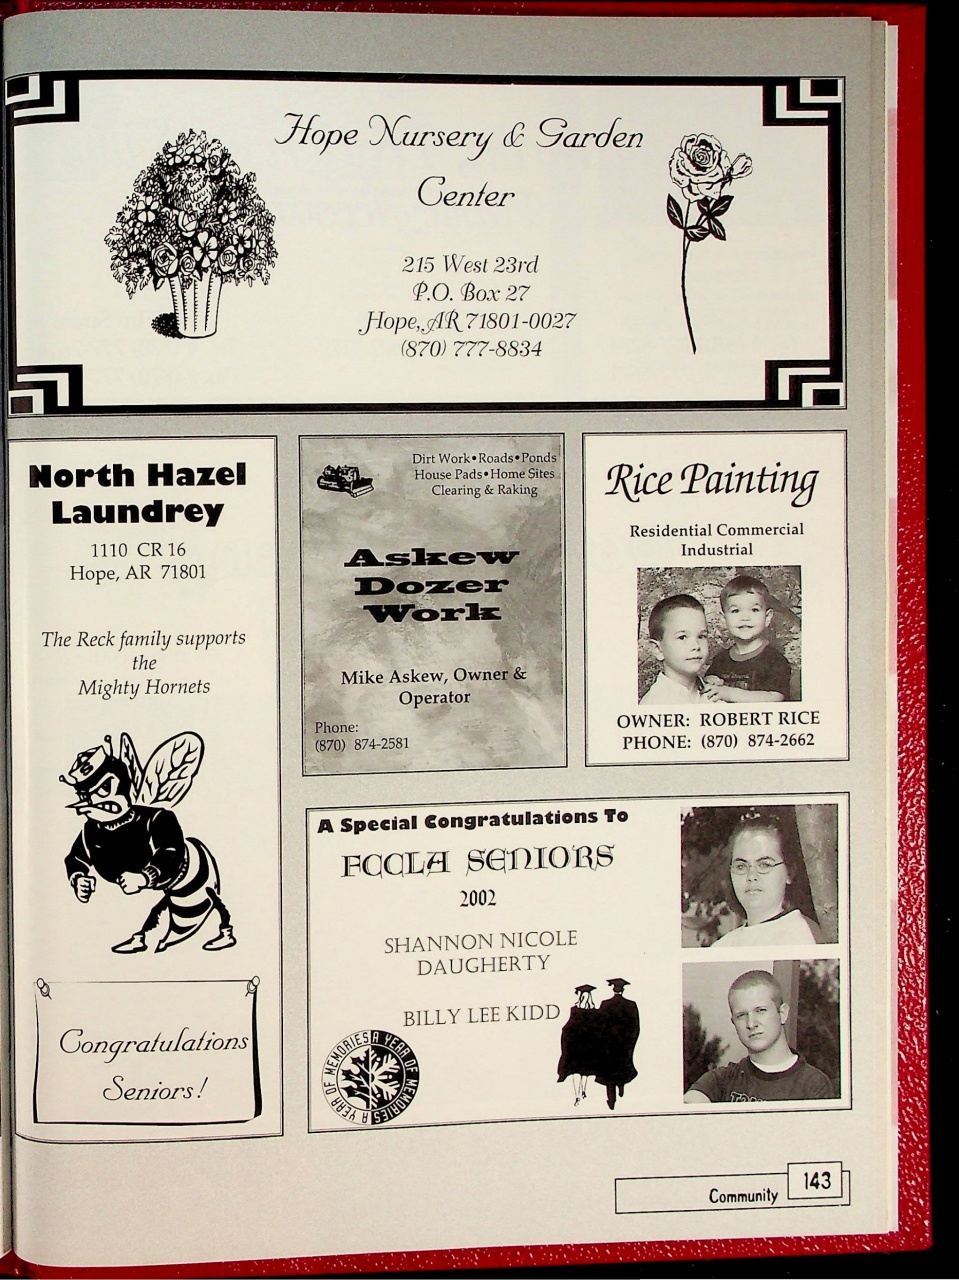 Hope Nursery & Garden
Center
215 West 23rd
P.O. Box 27
Hope, AR 71801-0027
(870) 777-8834
North Hazel
Laundrey
1110 CR 16
Hope, AR 71801
The Reck family supports
the
Mighty Hornets
Congratulations
Seniors!
Dirt Work•Roads•Ponds
House Pads•Home Sites
Clearing & Raking
Askew
Dozer
Work
Mike Askew, Owner &
Operator
Phone:
(870) 874-2581
Rice Painting
Residential Commercial
Industrial
OWNER: ROBERT RICE
PHONE: (870) 874-2662
A Special Congratulations To
FCCLA SENIORS
2002
SHANNON NICOLE
DAUGHERTY
BILLY LEE KIDD
A YEAR OF MEMORIES A YEAR OF MEMORIES
Community 143